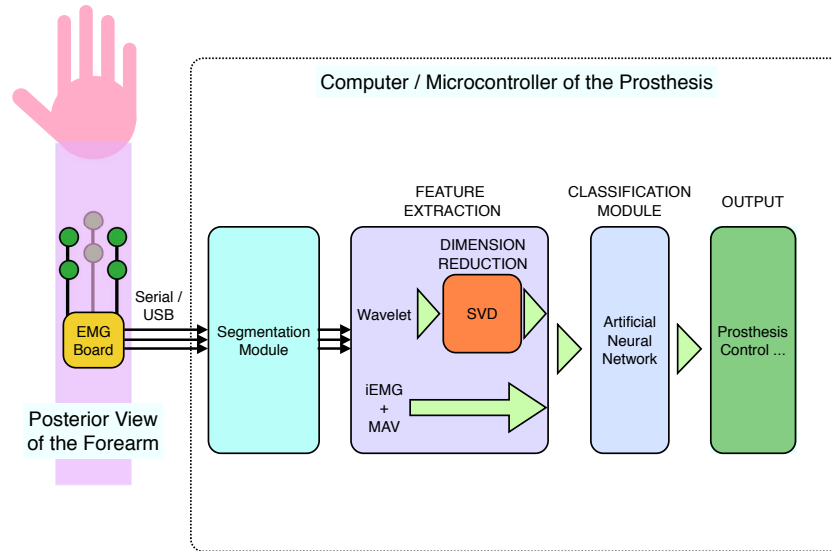 Computer / Microcontroller of the Prosthesis
FEATURE
EXTRACTION
CLASSIFICATION
MODULE
OUTPUT
DIMENSION
REDUCTION
Serial /
USB
EMG
Board
Segmentation
Module
Wavelet
SVD
Artificial
Neural
Network
Prosthesis
Control ...
iEMG
+
MAV
Posterior View
of the Forearm